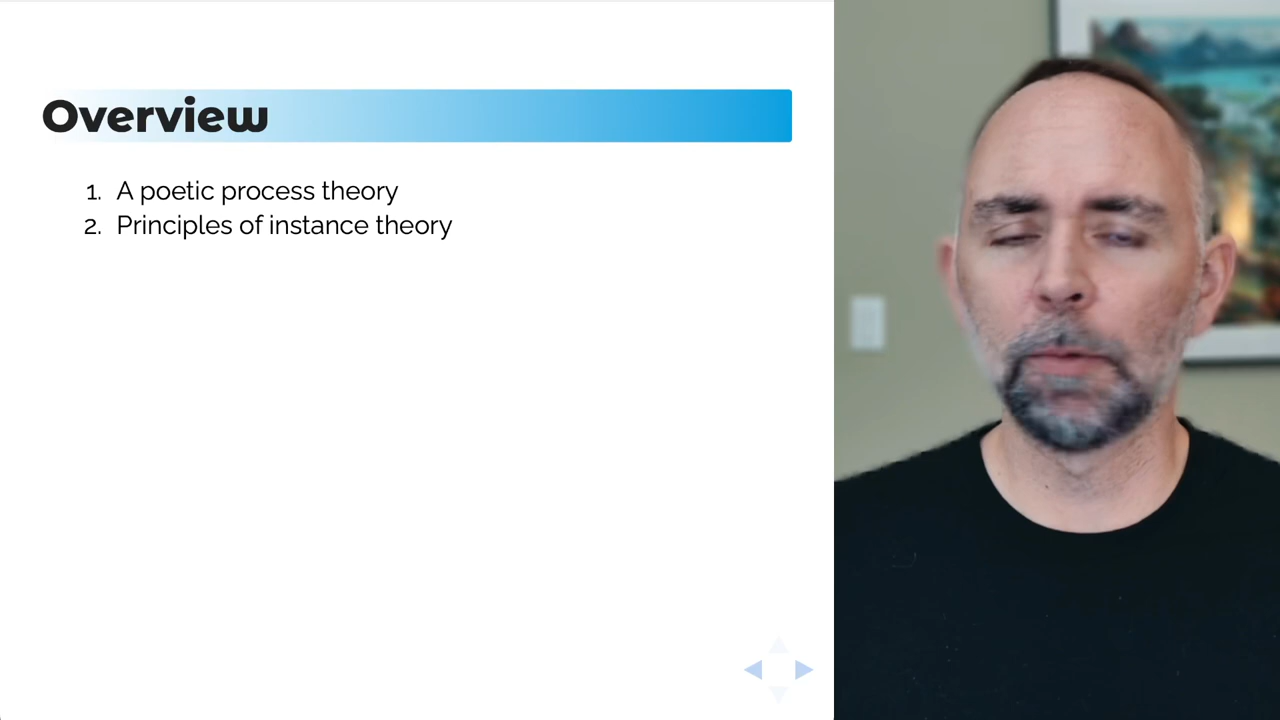 Overview
1. A poetic process theory
2. Principles of instance theory